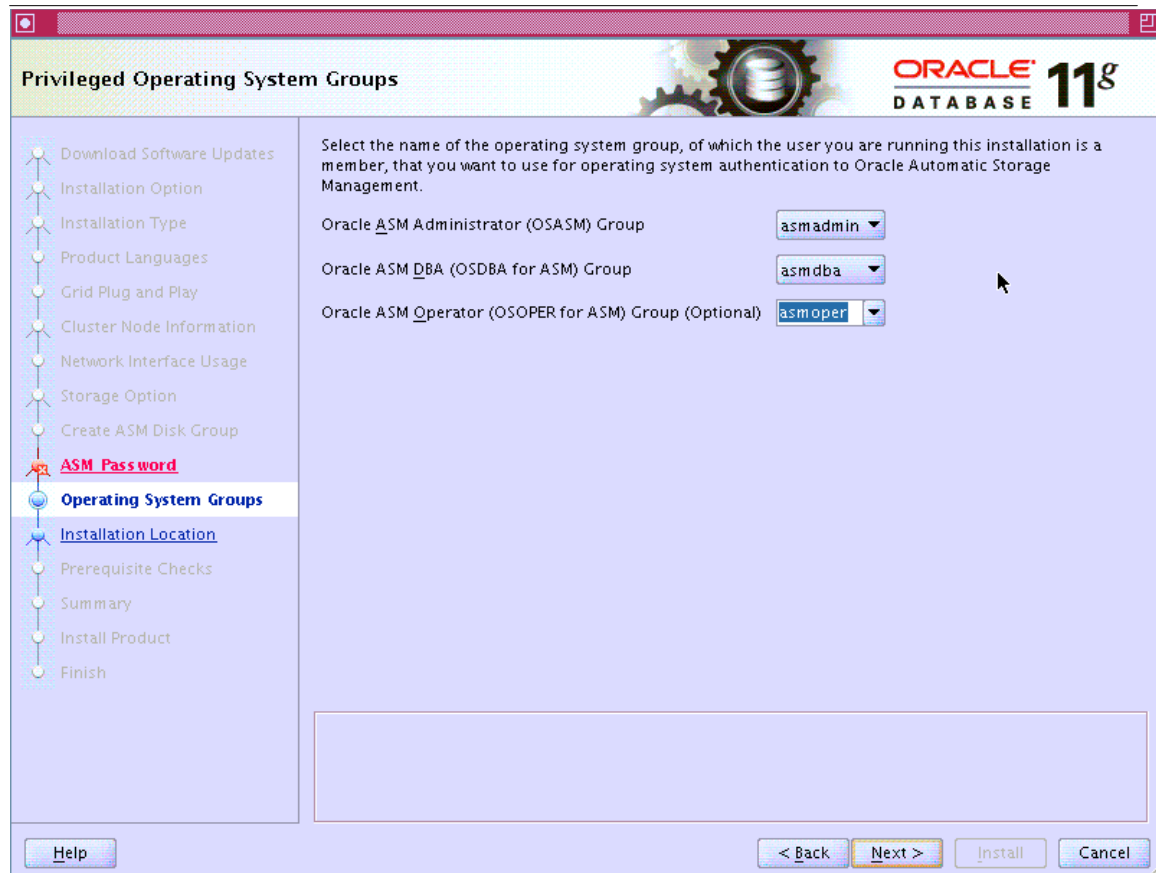 Privileged Operating System Groups
ORACLE 11g
DATABASE
Download Software Updates
Installation Option
Installation Type
Product Languages
Grid Plug and Play
Cluster Node Information
Network Interface Usage
Storage Option
Create ASM Disk Group
ASM Password
Operating System Groups
Installation Location
Prerequisite Checks
Summary
Install Product
Finish
Select the name of the operating system group, of which the user you are running this installation is a
member, that you want to use for operating system authentication to Oracle Automatic Storage
Management.
Oracle ASM Administrator (OSASM) Group asmadmin
Oracle ASM DBA (OSDBA for ASM) Group asmdba
Oracle ASM Operator (OSOPER for ASM) Group (Optional) asmoper
Help < Back Next > Install Cancel